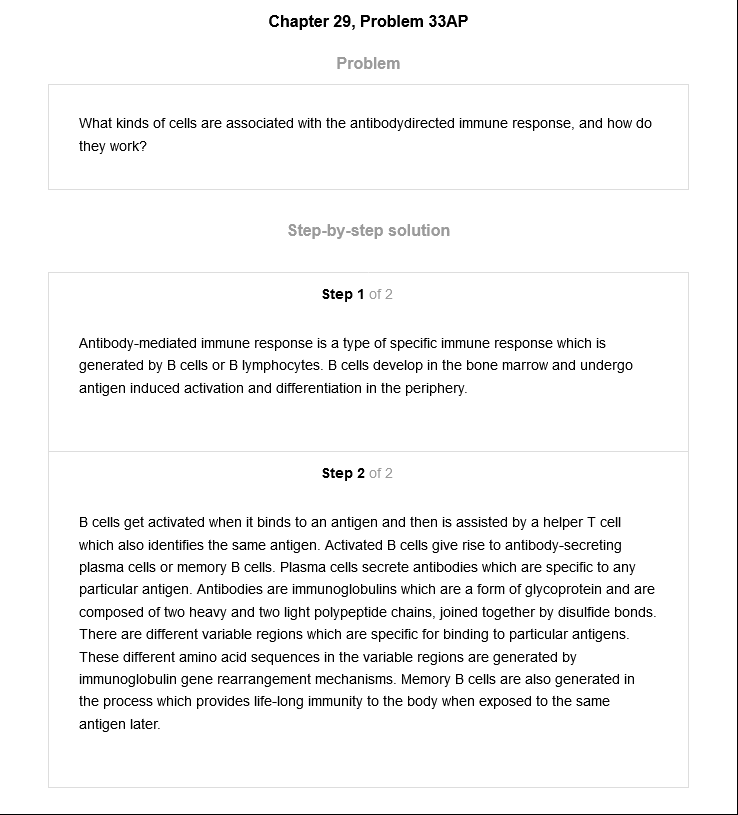 Chapter 29, Problem 33AP
Problem
What kinds of cells are associated with the antibodydirected immune response, and how do
they work?
Step-by-step solution
Step 1 of 2
Antibody-mediated immune response is a type of specific immune response which is
generated by B cells or B lymphocytes. B cells develop in the bone marrow and undergo
antigen induced activation and differentiation in the periphery.
Step 2 of 2
B cells get activated when it binds to an antigen and then is assisted by a helper T cell
which also identifies the same antigen. Activated B cells give rise to antibody-secreting
plasma cells or memory B cells. Plasma cells secrete antibodies which are specific to any
particular antigen. Antibodies are immunoglobulins which are a form of glycoprotein and are
composed of two heavy and two light polypeptide chains, joined together by disulfide bonds.
There are different variable regions which are specific for binding to particular antigens.
These different amino acid sequences in the variable regions are generated by
immunoglobulin gene rearrangement mechanisms. Memory B cells are also generated in
the process which provides life-long immunity to the body when exposed to the same
antigen later.